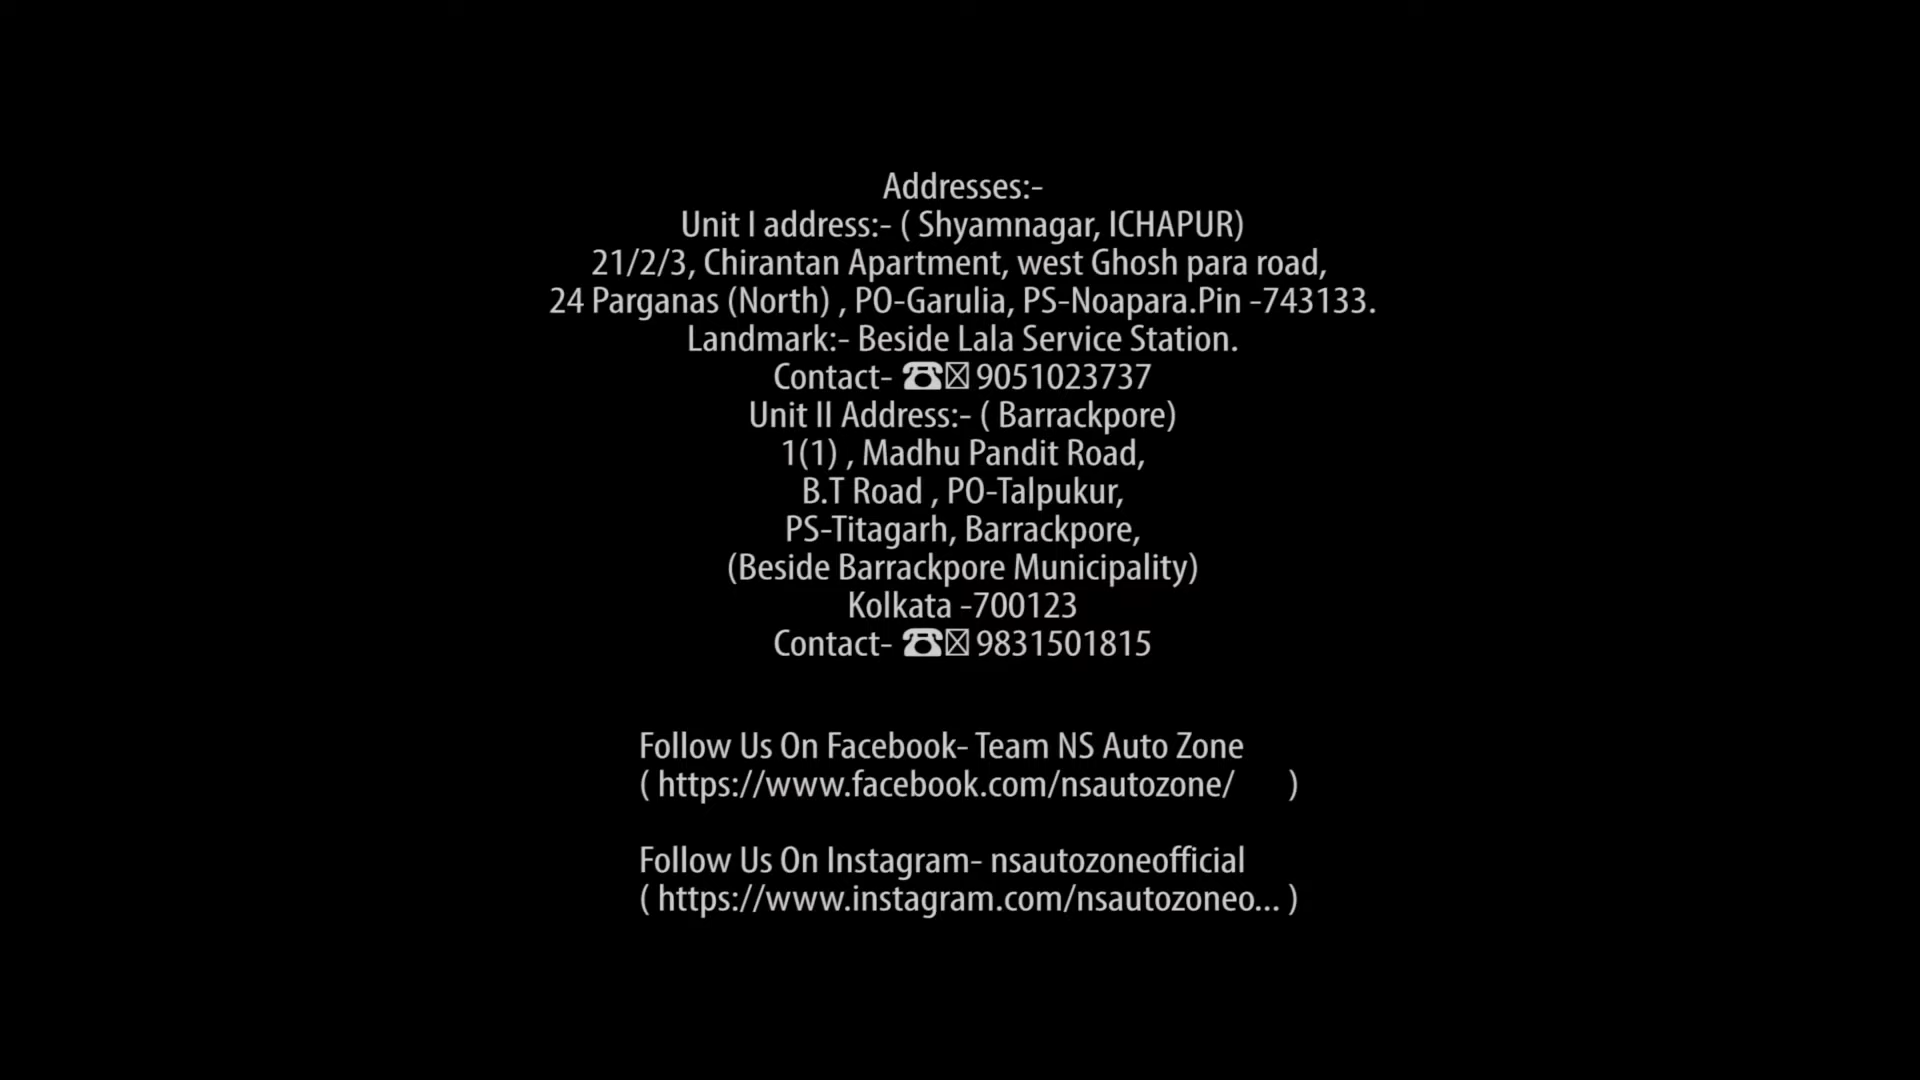 Addresses:-
Unit I address:- ( Shyamnagar, ICHAPUR)
21/2/3, Chirantan Apartment, west Ghosh para road,
24 Parganas (North) , PO-Garulia, PS-Noapara.Pin -743133.
Landmark:- Beside Lala Service Station.
Contact- ☎ 9051023737
Unit II Address:- ( Barrackpore)
1(1) , Madhu Pandit Road,
B.T Road , PO-Talpukur,
PS-Titagarh, Barrackpore,
(Beside Barrackpore Municipality)
Kolkata -700123
Contact- ☎ 9831501815
Follow Us On Facebook- Team NS Auto Zone
( https://www.facebook.com/nsautozone/ )
Follow Us On Instagram- nsautozoneofficial
( https://www.instagram.com/nsautozoneo... )